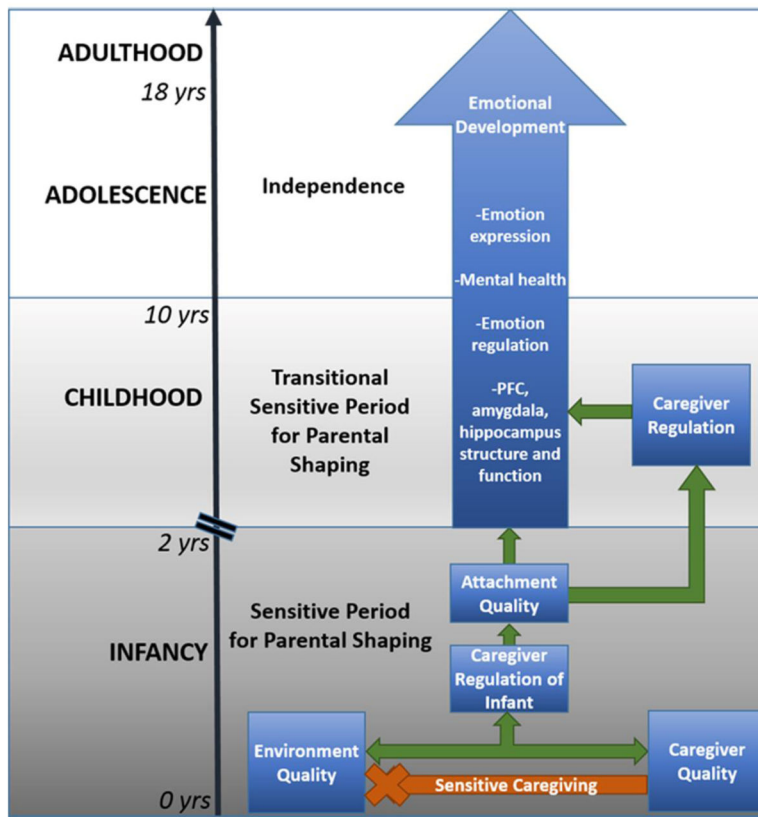 ADULTHOOD
18 yrs
Emotional
Development
ADOLESCENCE
Independence
-Emotion
expression
-Mental health
10 yrs
-Emotion
regulation
CHILDHOOD
Transitional
Sensitive Period
for Parental
Shaping
-PFC,
amygdala,
hippocampus
structure and
function
Caregiver
Regulation
2 yrs
INFANCY
Sensitive Period
for Parental Shaping
Attachment
Quality
Caregiver
Regulation of
Infant
Environment
Quality
Sensitive Caregiving
Caregiver
Quality
0 yrs